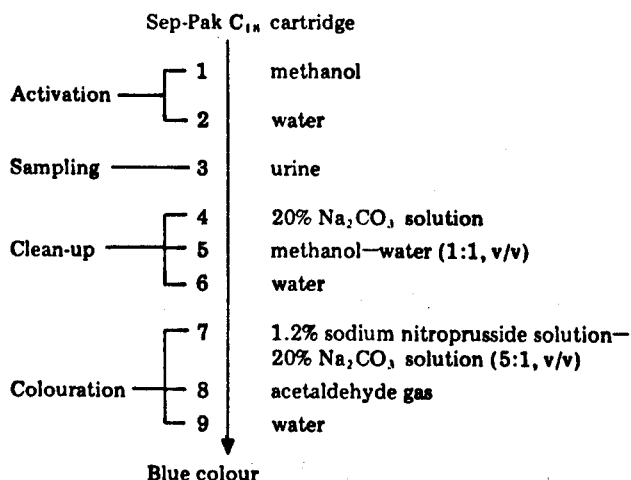 Sep-Pak C₁₈ cartridge
Activation
1 methanol
2 water
Sampling 3 urine
4 20% Na₂CO₃ solution
Clean-up 5 methanol—water (1:1, v/v)
6 water
7 1.2% sodium nitroprusside solution—
20% Na₂CO₃ solution (5:1, v/v)
Colouration 8 acetaldehyde gas
9 water
Blue colour